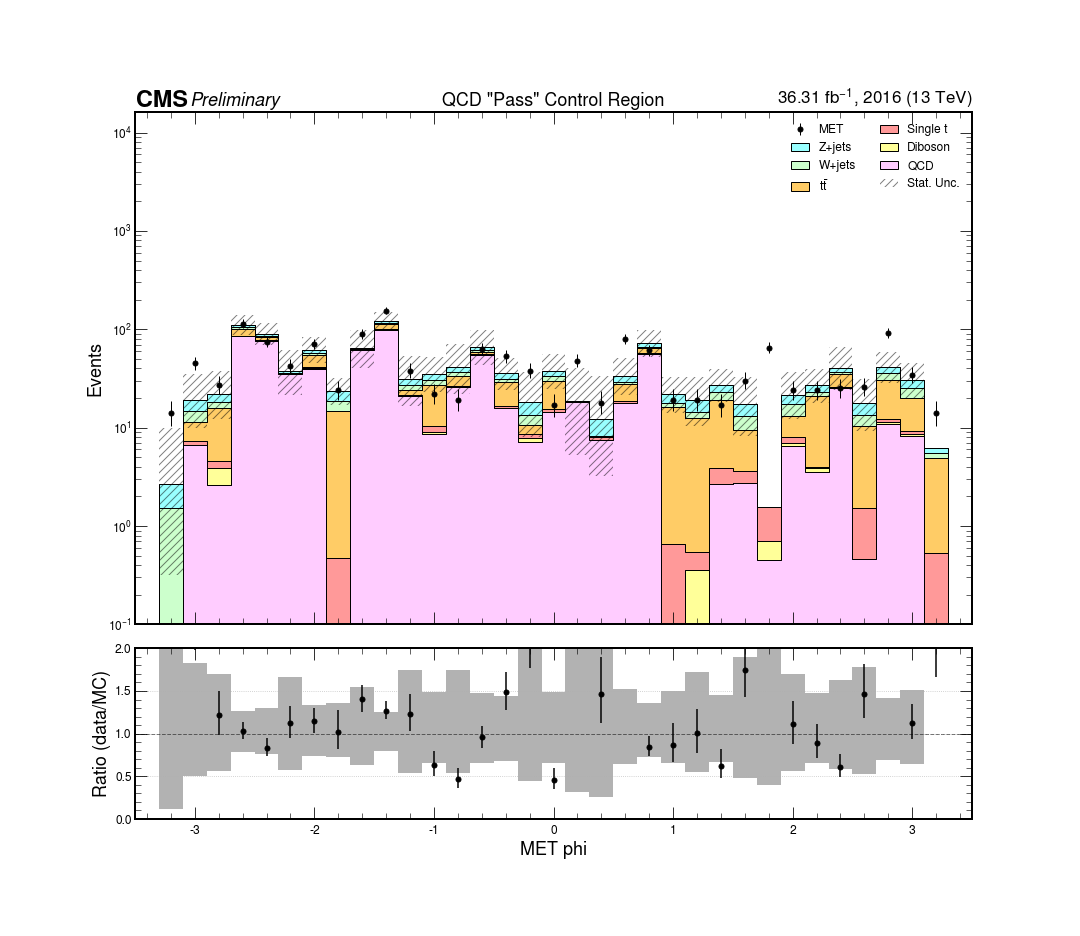 CMS Preliminary QCD "Pass" Control Region 36.31 fb⁻¹, 2016 (13 TeV)
MET Single t
Z+jets Diboson
W+jets QCD
tt̄ Stat. Unc.
10⁴
10³
10²
10¹
10⁰
10⁻¹
Events
2.0
1.5
1.0
0.5
0.0
Ratio (data/MC)
-3 -2 -1 0 1 2 3
MET phi